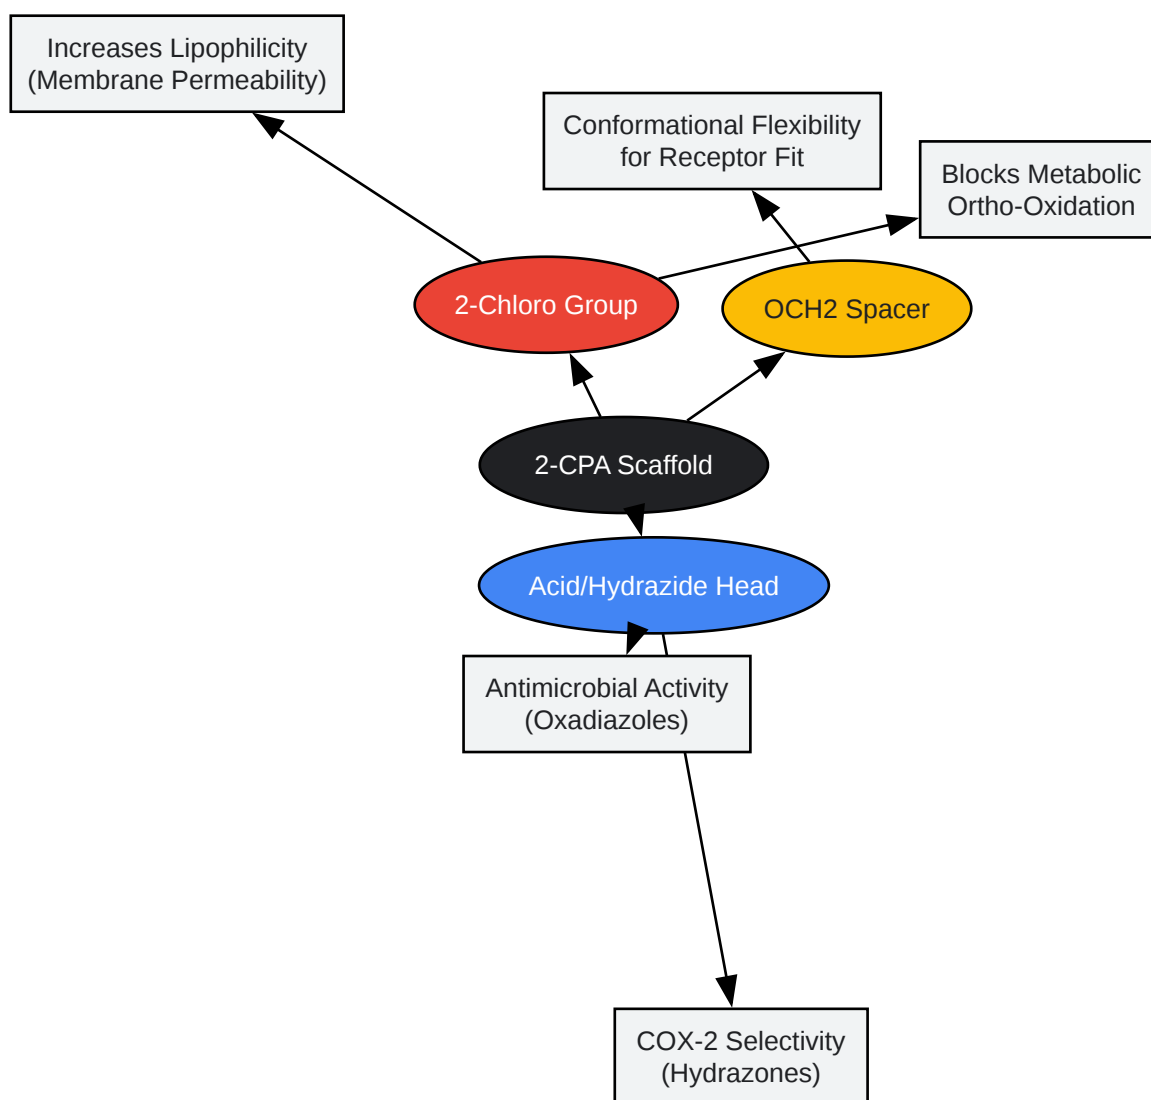 Increases Lipophilicity
(Membrane Permeability)
Conformational Flexibility
for Receptor Fit
Blocks Metabolic
Ortho-Oxidation
2-Chloro Group
OCH2 Spacer
2-CPA Scaffold
Acid/Hydrazide Head
Antimicrobial Activity
(Oxadiazoles)
COX-2 Selectivity
(Hydrazones)